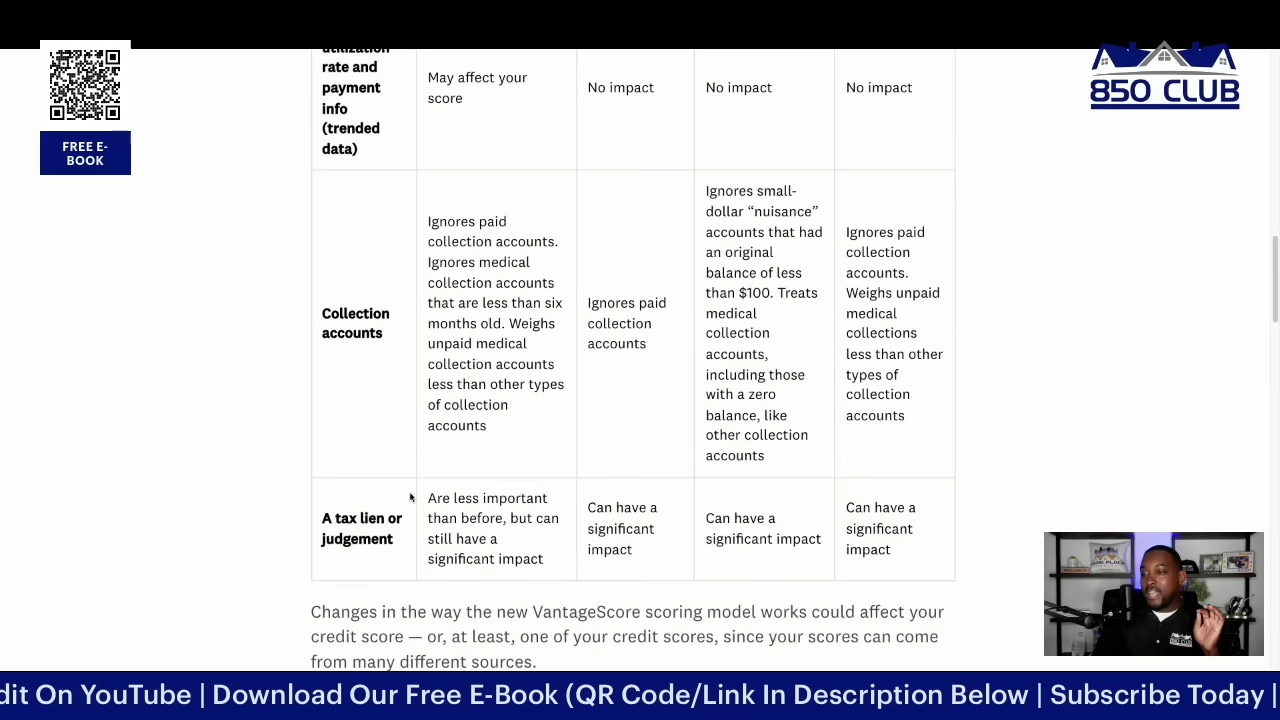 FREE E-
BOOK
850 CLUB
utilization
rate and
payment
info
(trended
data)
May affect your
score
No impact
No impact
No impact
Collection
accounts
Ignores paid
collection accounts.
Ignores medical
collection accounts
that are less than six
months old. Weighs
unpaid medical
collection accounts
less than other types
of collection
accounts
Ignores paid
collection
accounts
Ignores small-
dollar “nuisance”
accounts that had
an original
balance of less
than $100. Treats
medical
collection
accounts,
including those
with a zero
balance, like
other collection
accounts
Ignores paid
collection
accounts.
Weighs unpaid
medical
collections
less than other
types of
collection
accounts
A tax lien or
judgement
Are less important
than before, but can
still have a
significant impact
Can have a
significant
impact
Can have a
significant impact
Can have a
significant
impact
Changes in the way the new VantageScore scoring model works could affect your
credit score — or, at least, one of your credit scores, since your scores can come
from many different sources.
850 CLUB
dit On YouTube | Download Our Free E-Book (QR Code/Link In Description Below | Subscribe Today |